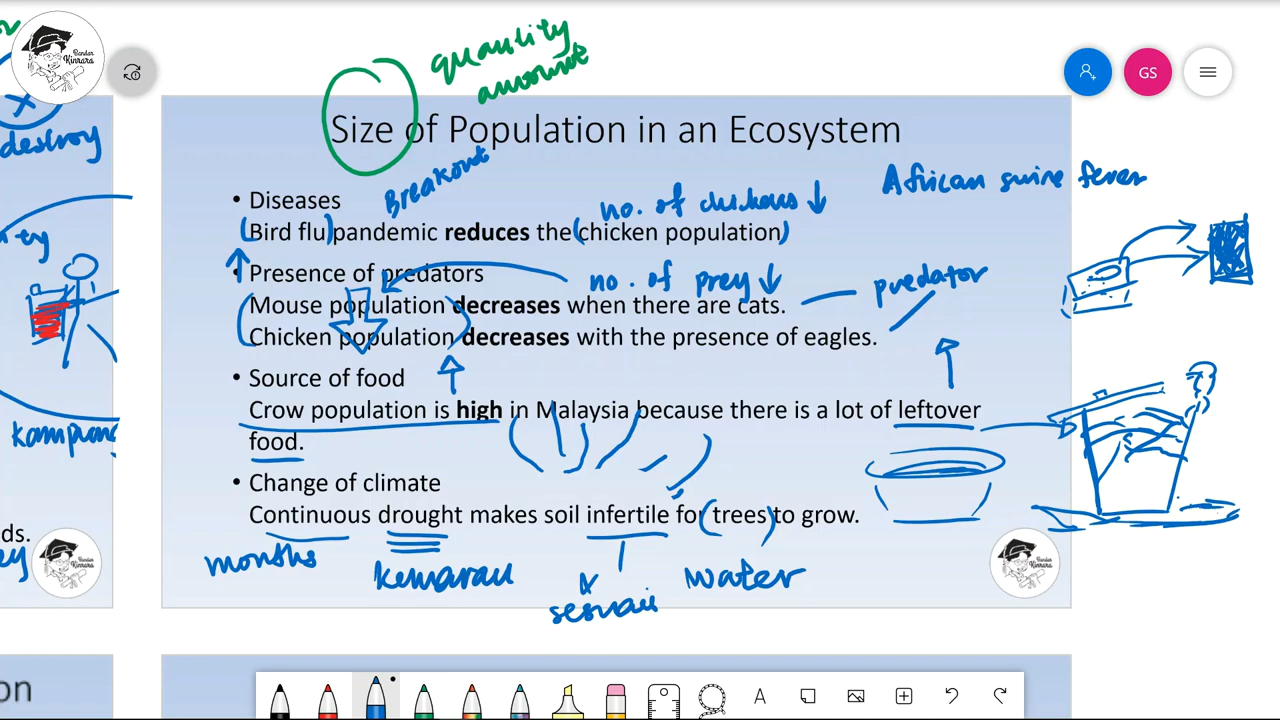 quantity
amount
Bandar
Kinrara
GS
destroy
Size of Population in an Ecosystem
Breakout
African swine fever
• Diseases
no. of chickens ↓
Bird flu pandemic reduces the (chicken population)
• Presence of predators
no. of prey ↓
predator
Mouse population decreases when there are cats.
Chicken population decreases with the presence of eagles.
• Source of food
Crow population is high in Malaysia because there is a lot of leftover
food.
kampung
• Change of climate
Continuous drought makes soil infertile for (trees) to grow.
ds.
months
kemarau
x
sesuai
water
on
A